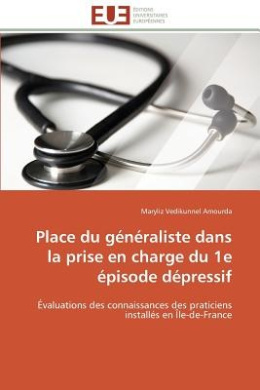 EUE
ÉDITIONS
UNIVERSITAIRES
EUROPÉENNES
Maryliz Vedikunnel Amourda
Place du généraliste dans
la prise en charge du 1e
épisode dépressif
Évaluations des connaissances des praticiens
installés en Île-de-France